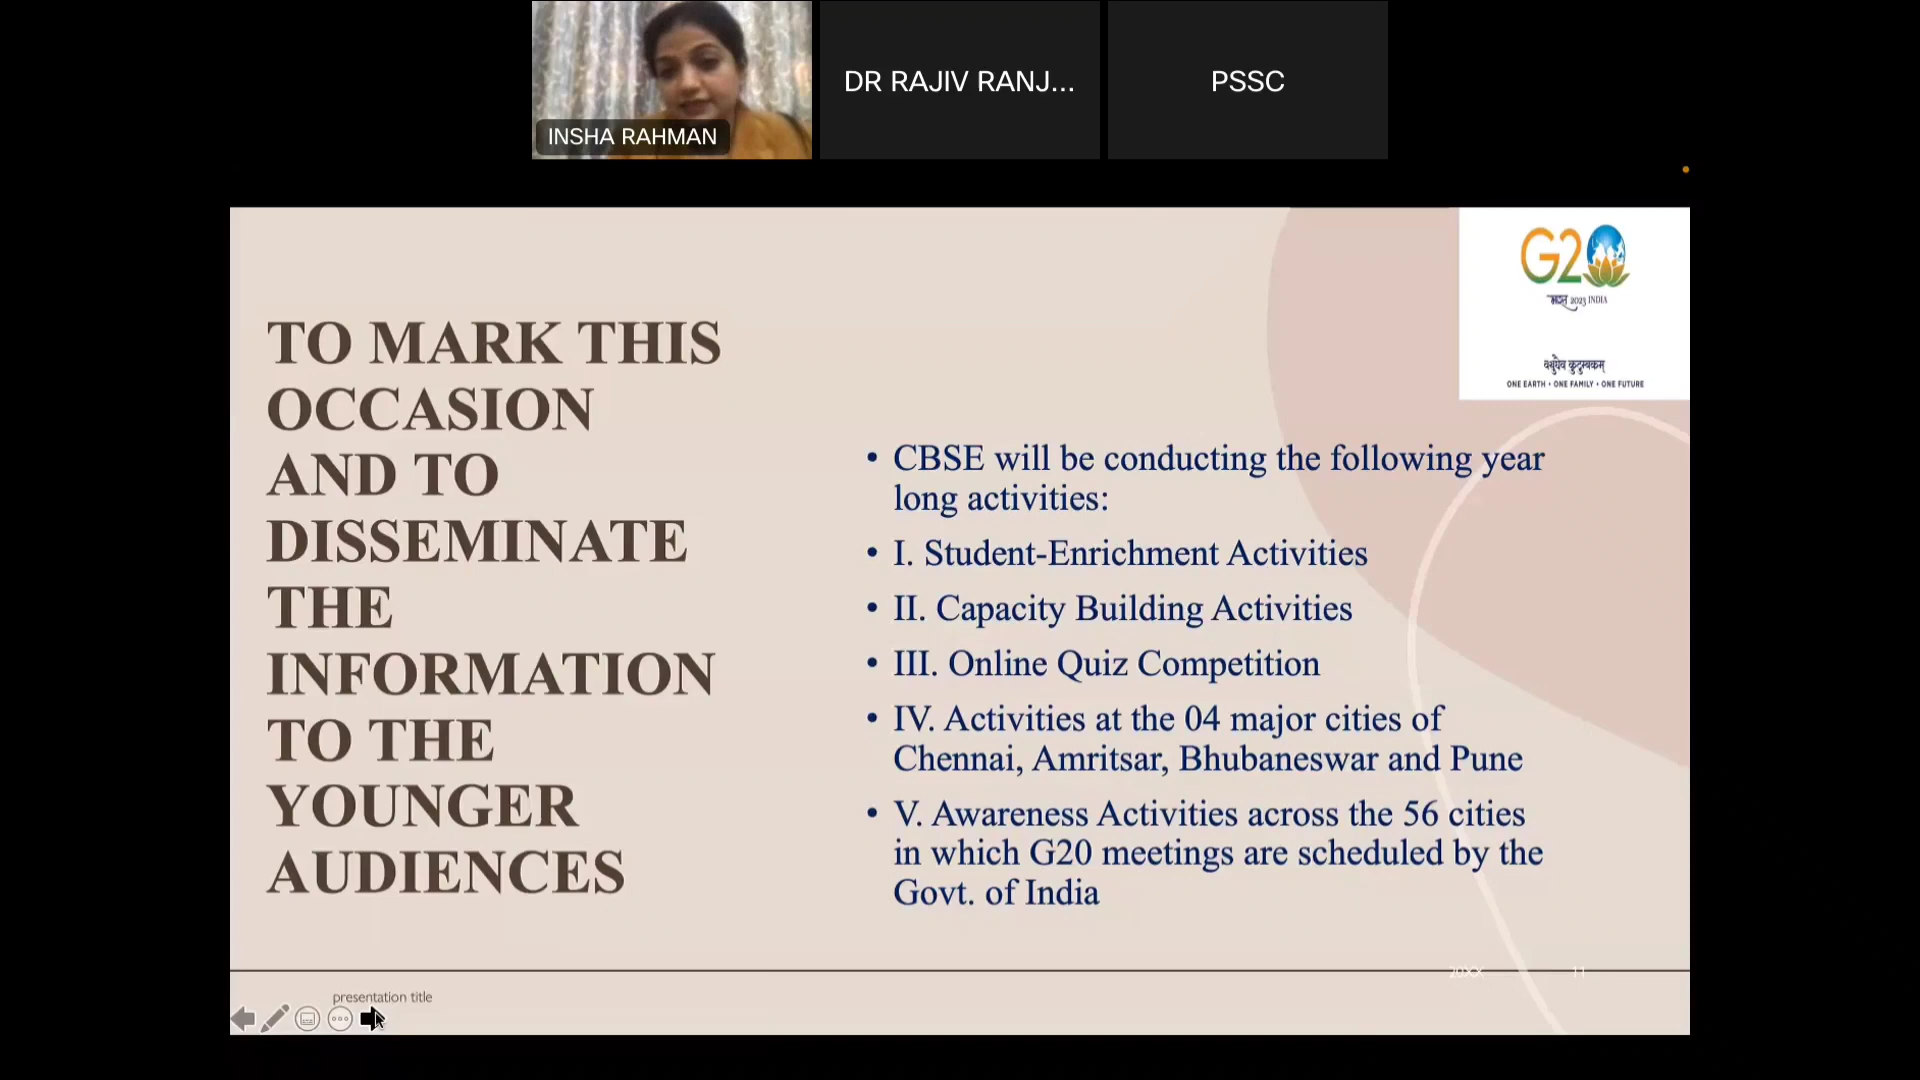 INSHA RAHMAN
DR RAJIV RANJ...
PSSC
G20
भारत 2023 INDIA
वसुधैव कुटुम्बकम्
ONE EARTH • ONE FAMILY • ONE FUTURE
TO MARK THIS
OCCASION
AND TO
DISSEMINATE
THE
INFORMATION
TO THE
YOUNGER
AUDIENCES
• CBSE will be conducting the following year
long activities:
• I. Student-Enrichment Activities
• II. Capacity Building Activities
• III. Online Quiz Competition
• IV. Activities at the 04 major cities of
Chennai, Amritsar, Bhubaneswar and Pune
• V. Awareness Activities across the 56 cities
in which G20 meetings are scheduled by the
Govt. of India
20XX
11
presentation title